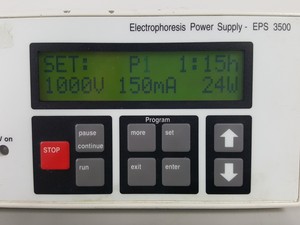 Electrophoresis Power Supply - EPS 3500
SET: P1 1:15h
1000V 150mA 24W
Program
pause
continue
more
set
V on
STOP
run
exit
enter